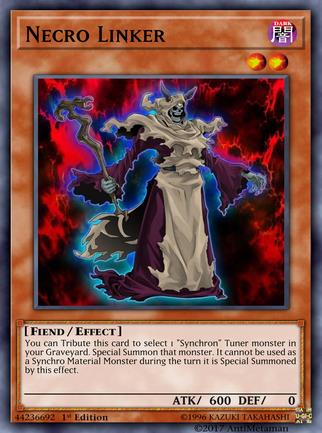 Necro Linker
DARK
闇
[Fiend / Effect]
You can Tribute this card to select 1 "Synchron" Tuner monster in
your Graveyard. Special Summon that monster. It cannot be used as
a Synchro Material Monster during the turn it is Special Summoned
by this effect.
ATK/ 600 DEF/ 0
44236692 1st Edition ©1996 KAZUKI TAKAHASHI
©2017 AntiMetaman